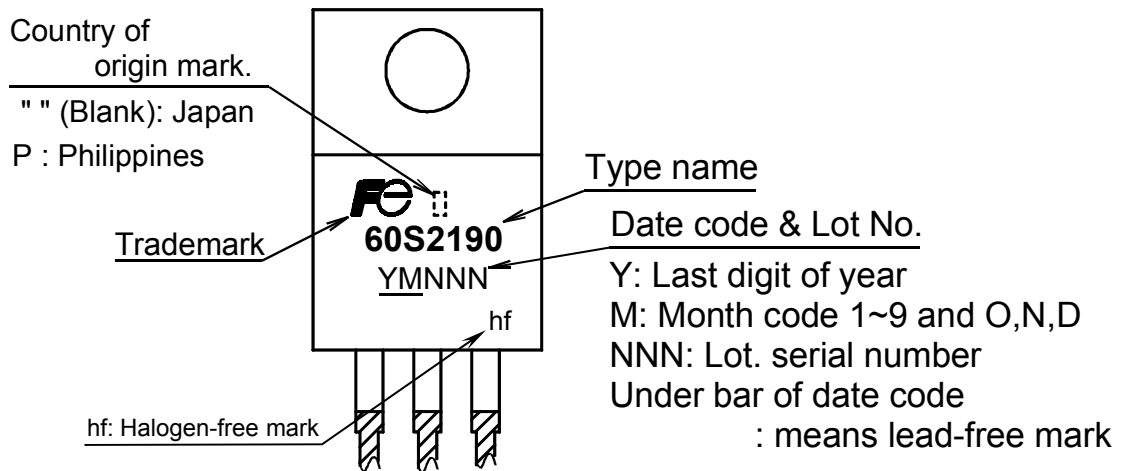 Country of
origin mark.
" " (Blank): Japan
P : Philippines
Trademark
Fe
60S2190
YMNNN
hf
Type name
Date code & Lot No.
Y: Last digit of year
M: Month code 1~9 and O,N,D
NNN: Lot. serial number
Under bar of date code
: means lead-free mark
hf: Halogen-free mark